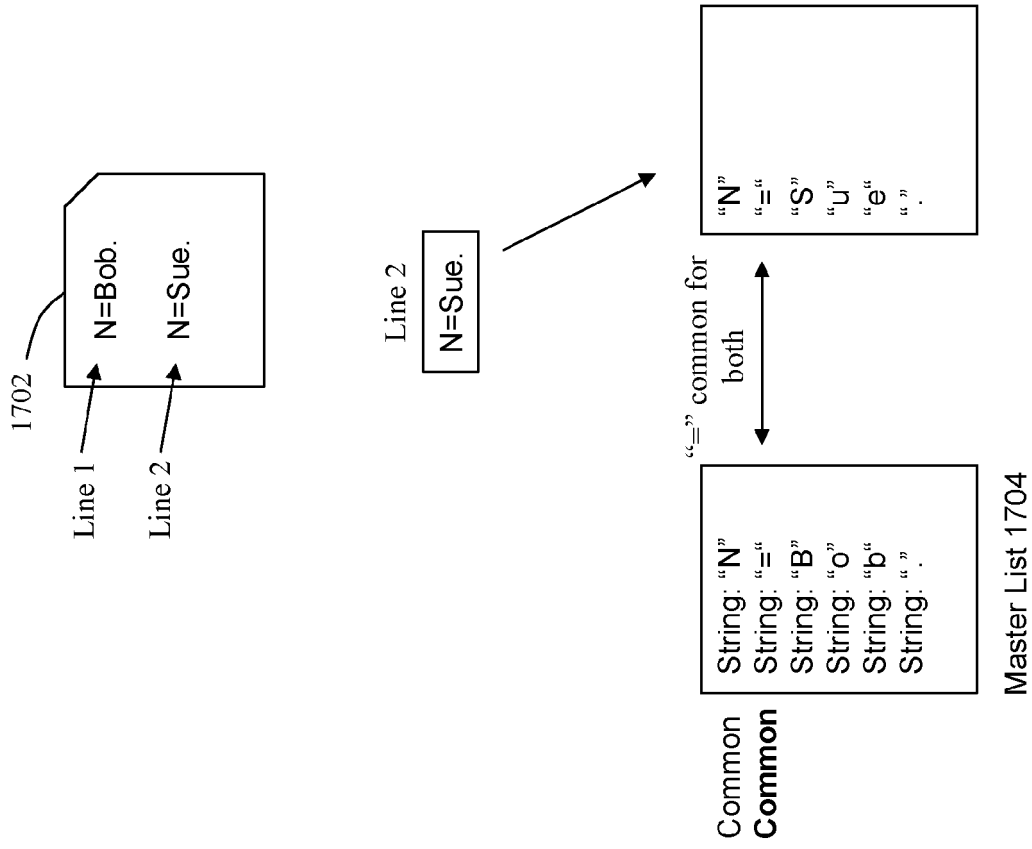 1702
Line 1
N=Bob.
Line 2
N=Sue.
Line 2
N=Sue.
“=” common for
both
Common
Common
String: “N”
String: “=“
String: “B”
String: “o”
String: “b“
String: “ ”.
“N”
“=“
“S”
“u”
“e“
“ ”.
Master List 1704